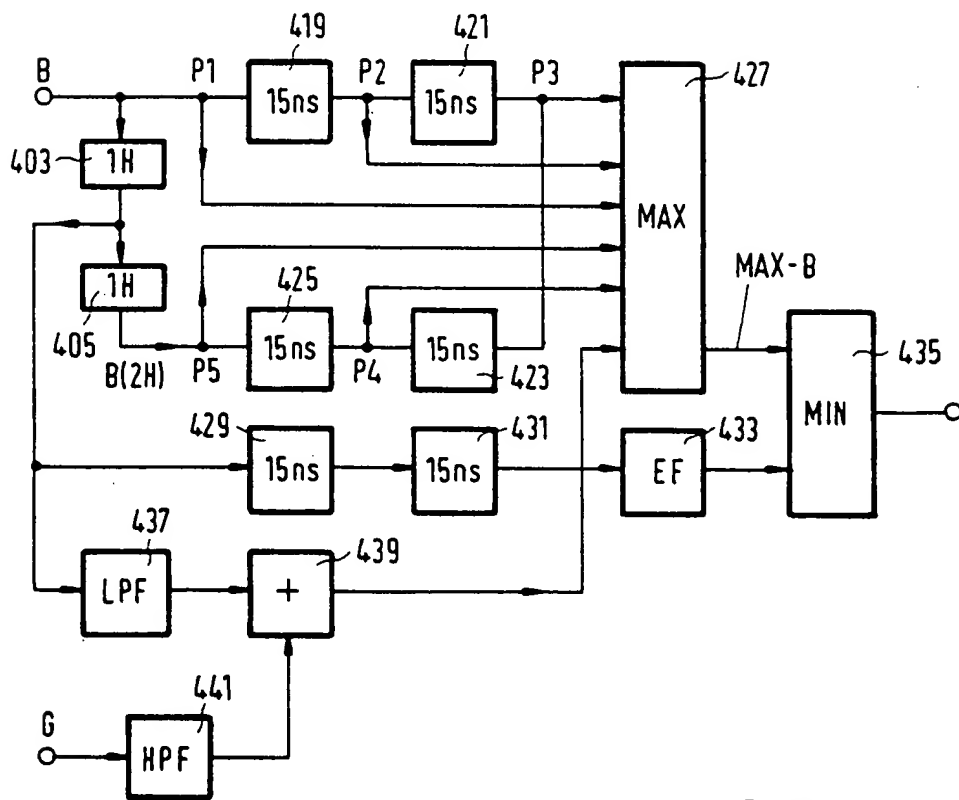 419
421
B
P1
P2
P3
427
15ns
15ns
403
1H
MAX
425
MAX-B
1H
435
405
15ns
15ns
B(2H)
P5
P4
423
MIN
429
431
433
15ns
15ns
EF
437
439
LPF
+
441
G
HPF